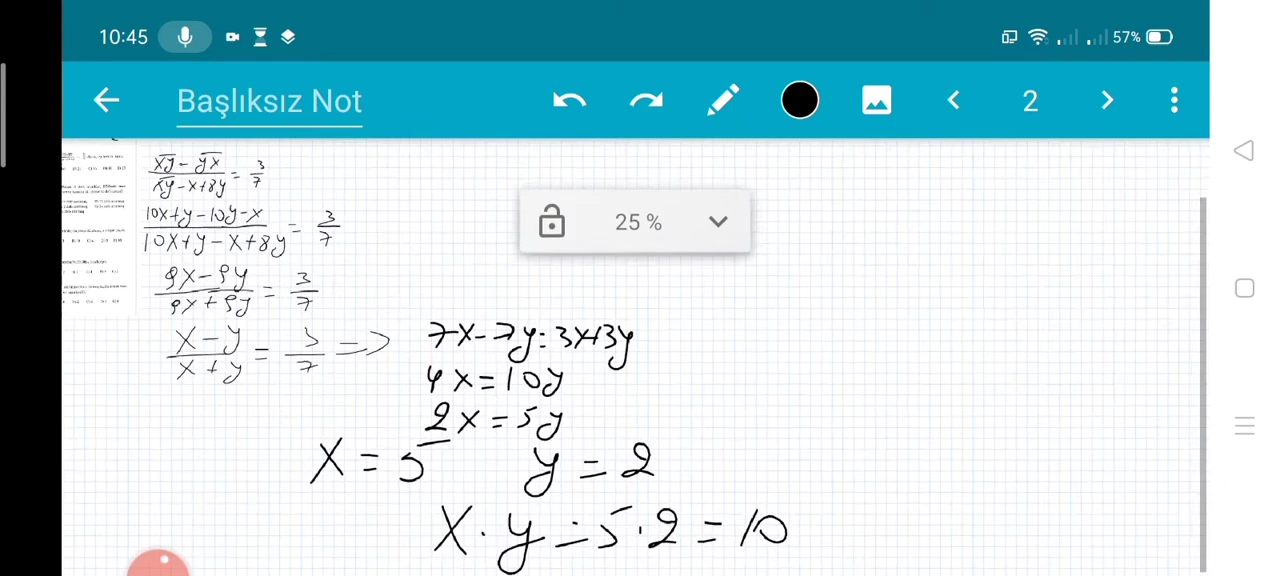 10:45 57%
Başlıksız Not 2
25 %
xy - yx / xy - x + 8y = 3/7
10x+y-10y-x / 10x+y-x+8y = 3/7
9x-9y / 9x+9y = 3/7
x-y / x+y = 3/7 =>
7x-7y=3x+3y
4x=10y
2x=5y
x=5 y=2
x·y=5·2=10